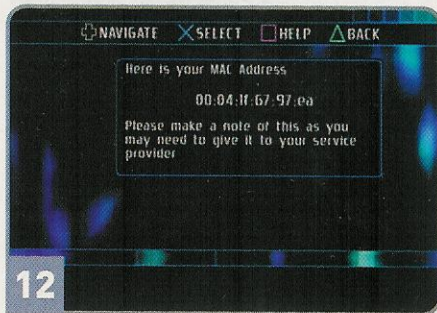 NAVIGATE SELECT HELP BACK
Here is your MAC Address
00:04:1f:67:97:ea
Please make a note of this as you
may need to give it to your service
provider
12